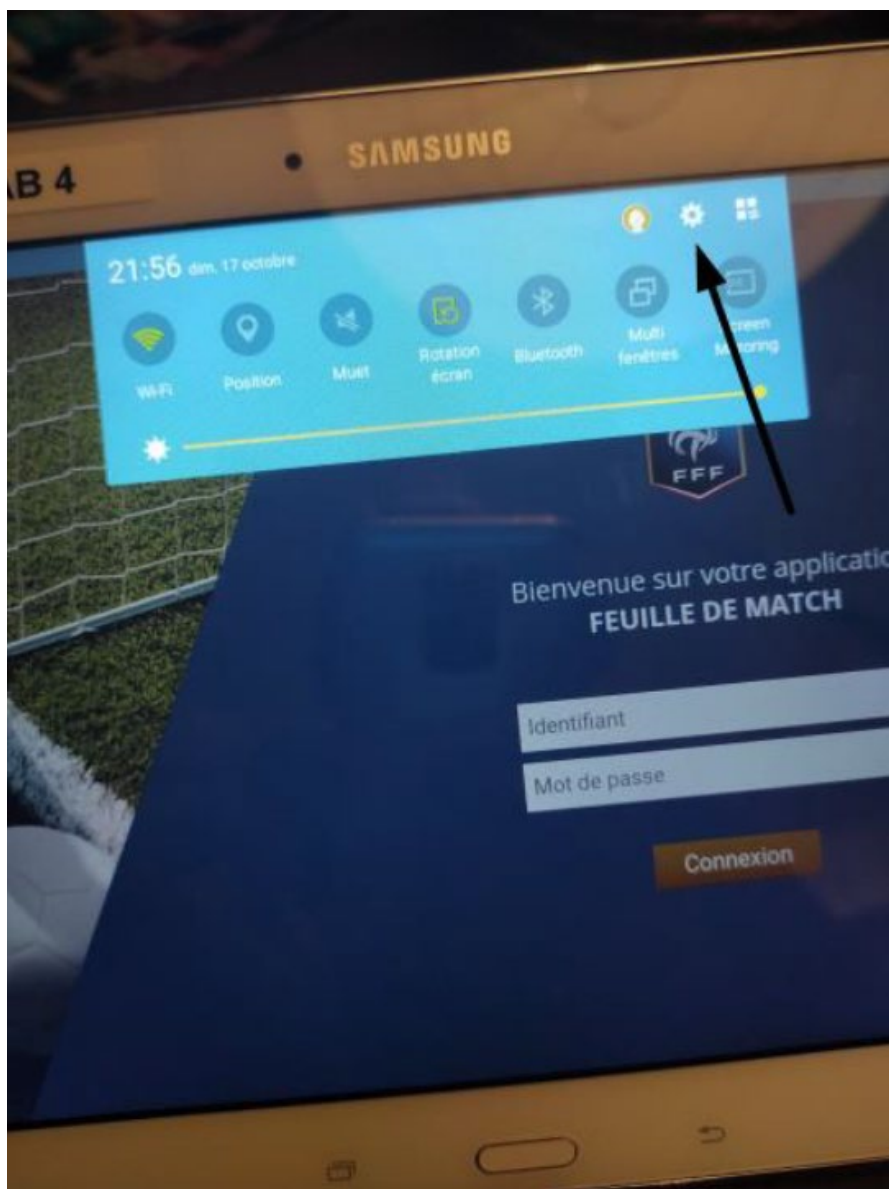 SAMSUNG
AB 4
21:56 dim. 17 octobre
Wi-Fi
Position
Muet
Rotation
écran
Bluetooth
Multi
fenêtres
Screen
Mirroring
FFF
Bienvenue sur votre applicatio
FEUILLE DE MATCH
Identifiant
Mot de passe
Connexion